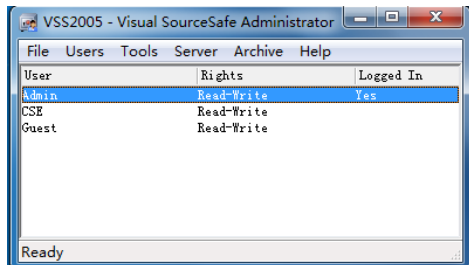 VSS2005 - Visual SourceSafe Administrator
File Users Tools Server Archive Help
User Rights Logged In
Admin Read-Write Yes
CSE Read-Write
Guest Read-Write
Ready